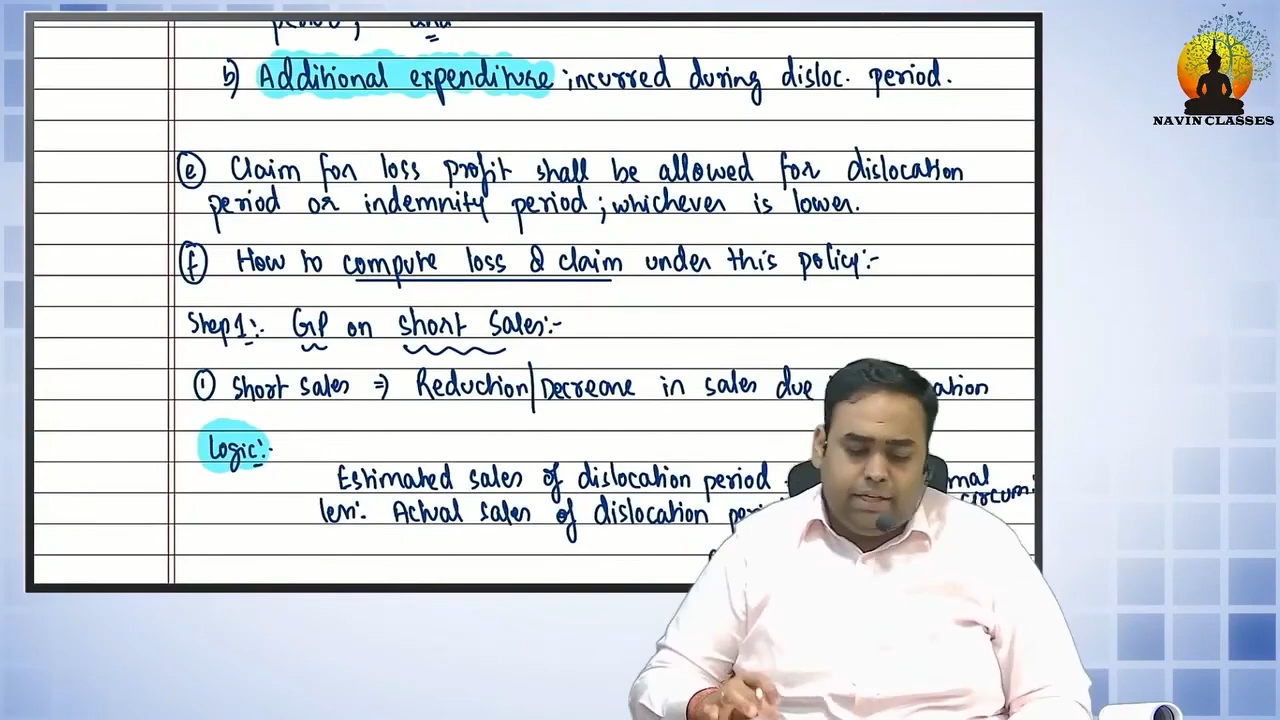 and
b) Additional expenditure incurred during disloc. period.
NAVIN CLASSES
(e) Claim for loss profit shall be allowed for dislocation
period or indemnity period ; whichever is lower.
(f) How to compute loss & claim under this policy:-
Step 1:- GP on short sales:-
(1) Short sales ⇒ Reduction/Decrease in sales due
Logic:-
Estimated sales of dislocation period
less: Actual sales of dislocation